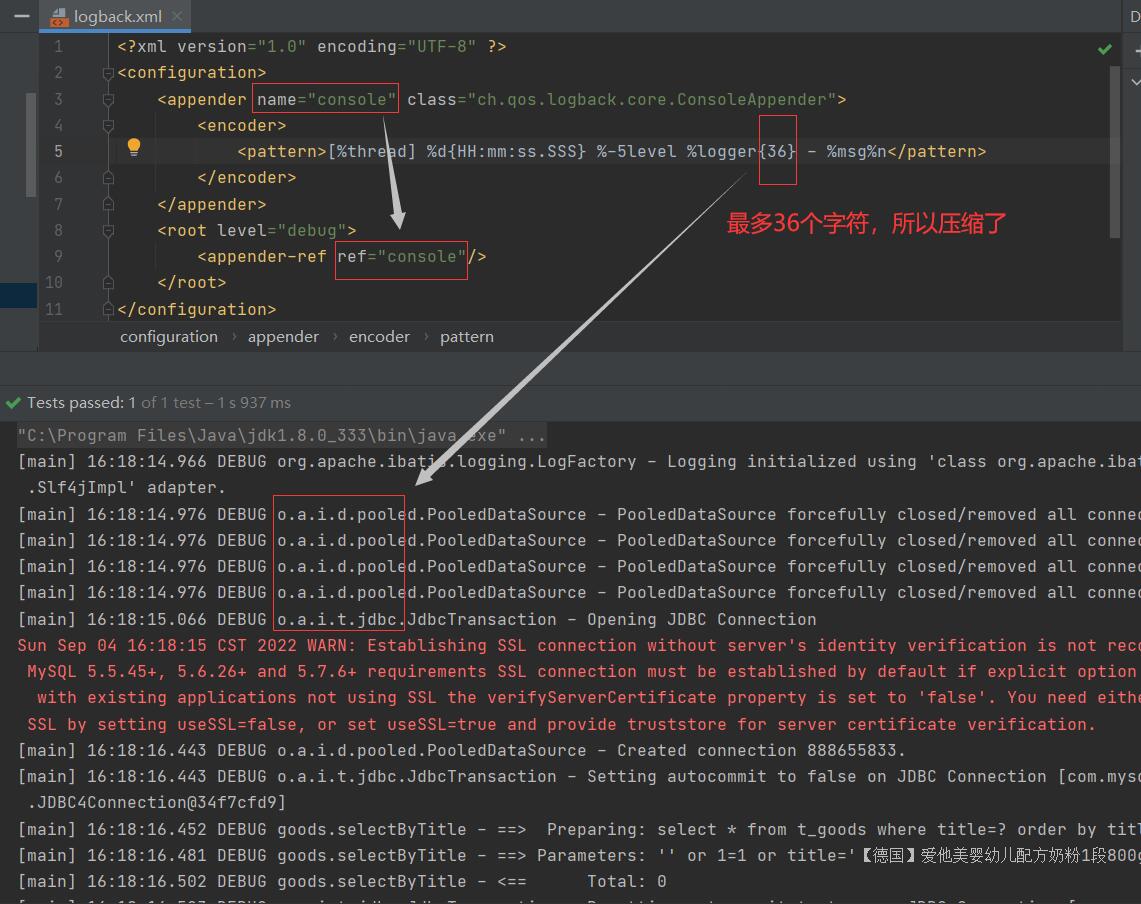 logback.xml
D
1 <?xml version="1.0" encoding="UTF-8" ?>
2 <configuration>
3 <appender name="console" class="ch.qos.logback.core.ConsoleAppender">
4 <encoder>
5 <pattern>[%thread] %d{HH:mm:ss.SSS} %-5level %logger{36} - %msg%n</pattern>
6 </encoder>
7 </appender>
最多36个字符，所以压缩了
8 <root level="debug">
9 <appender-ref ref="console"/>
10 </root>
11 </configuration>
configuration › appender › encoder › pattern
Tests passed: 1 of 1 test – 1 s 937 ms
"C:\Program Files\Java\jdk1.8.0_333\bin\java.exe" ...
[main] 16:18:14.966 DEBUG org.apache.ibatis.logging.LogFactory - Logging initialized using 'class org.apache.ibat
.Slf4jImpl' adapter.
[main] 16:18:14.976 DEBUG o.a.i.d.pooled.PooledDataSource - PooledDataSource forcefully closed/removed all connec
[main] 16:18:14.976 DEBUG o.a.i.d.pooled.PooledDataSource - PooledDataSource forcefully closed/removed all connec
[main] 16:18:14.976 DEBUG o.a.i.d.pooled.PooledDataSource - PooledDataSource forcefully closed/removed all connec
[main] 16:18:14.976 DEBUG o.a.i.d.pooled.PooledDataSource - PooledDataSource forcefully closed/removed all connec
[main] 16:18:15.066 DEBUG o.a.i.t.jdbc.JdbcTransaction - Opening JDBC Connection
Sun Sep 04 16:18:15 CST 2022 WARN: Establishing SSL connection without server's identity verification is not reco
MySQL 5.5.45+, 5.6.26+ and 5.7.6+ requirements SSL connection must be established by default if explicit option
with existing applications not using SSL the verifyServerCertificate property is set to 'false'. You need eithe
SSL by setting useSSL=false, or set useSSL=true and provide truststore for server certificate verification.
[main] 16:18:16.443 DEBUG o.a.i.d.pooled.PooledDataSource - Created connection 888655833.
[main] 16:18:16.443 DEBUG o.a.i.t.jdbc.JdbcTransaction - Setting autocommit to false on JDBC Connection [com.myso
.JDBC4Connection@34f7cfd9]
[main] 16:18:16.452 DEBUG goods.selectByTitle - ==>  Preparing: select * from t_goods where title=? order by titl
[main] 16:18:16.481 DEBUG goods.selectByTitle - ==> Parameters: '' or 1=1 or title='【德国】爱他美婴幼儿配方奶粉1段800g
[main] 16:18:16.502 DEBUG goods.selectByTitle - <==      Total: 0